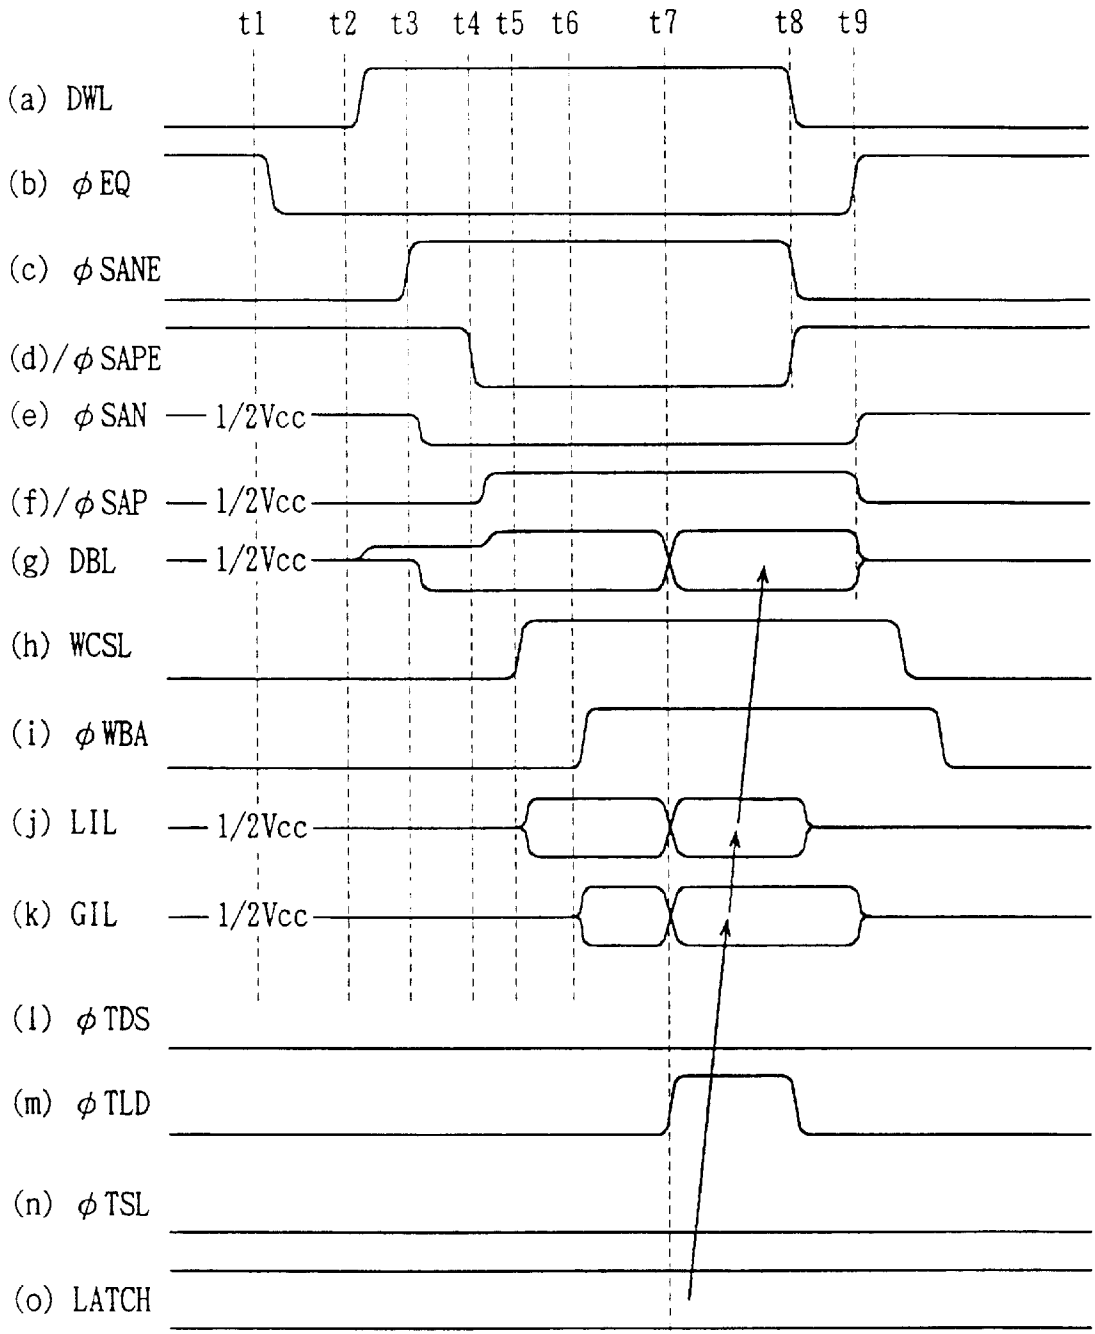 t1 t2 t3 t4 t5 t6 t7 t8 t9
(a) DWL
(b) φEQ
(c) φSANE
(d)/φSAPE
(e) φSAN 1/2Vcc
(f)/φSAP 1/2Vcc
(g) DBL 1/2Vcc
(h) WCSL
(i) φWBA
(j) LIL 1/2Vcc
(k) GIL 1/2Vcc
(l) φTDS
(m) φTLD
(n) φTSL
(o) LATCH